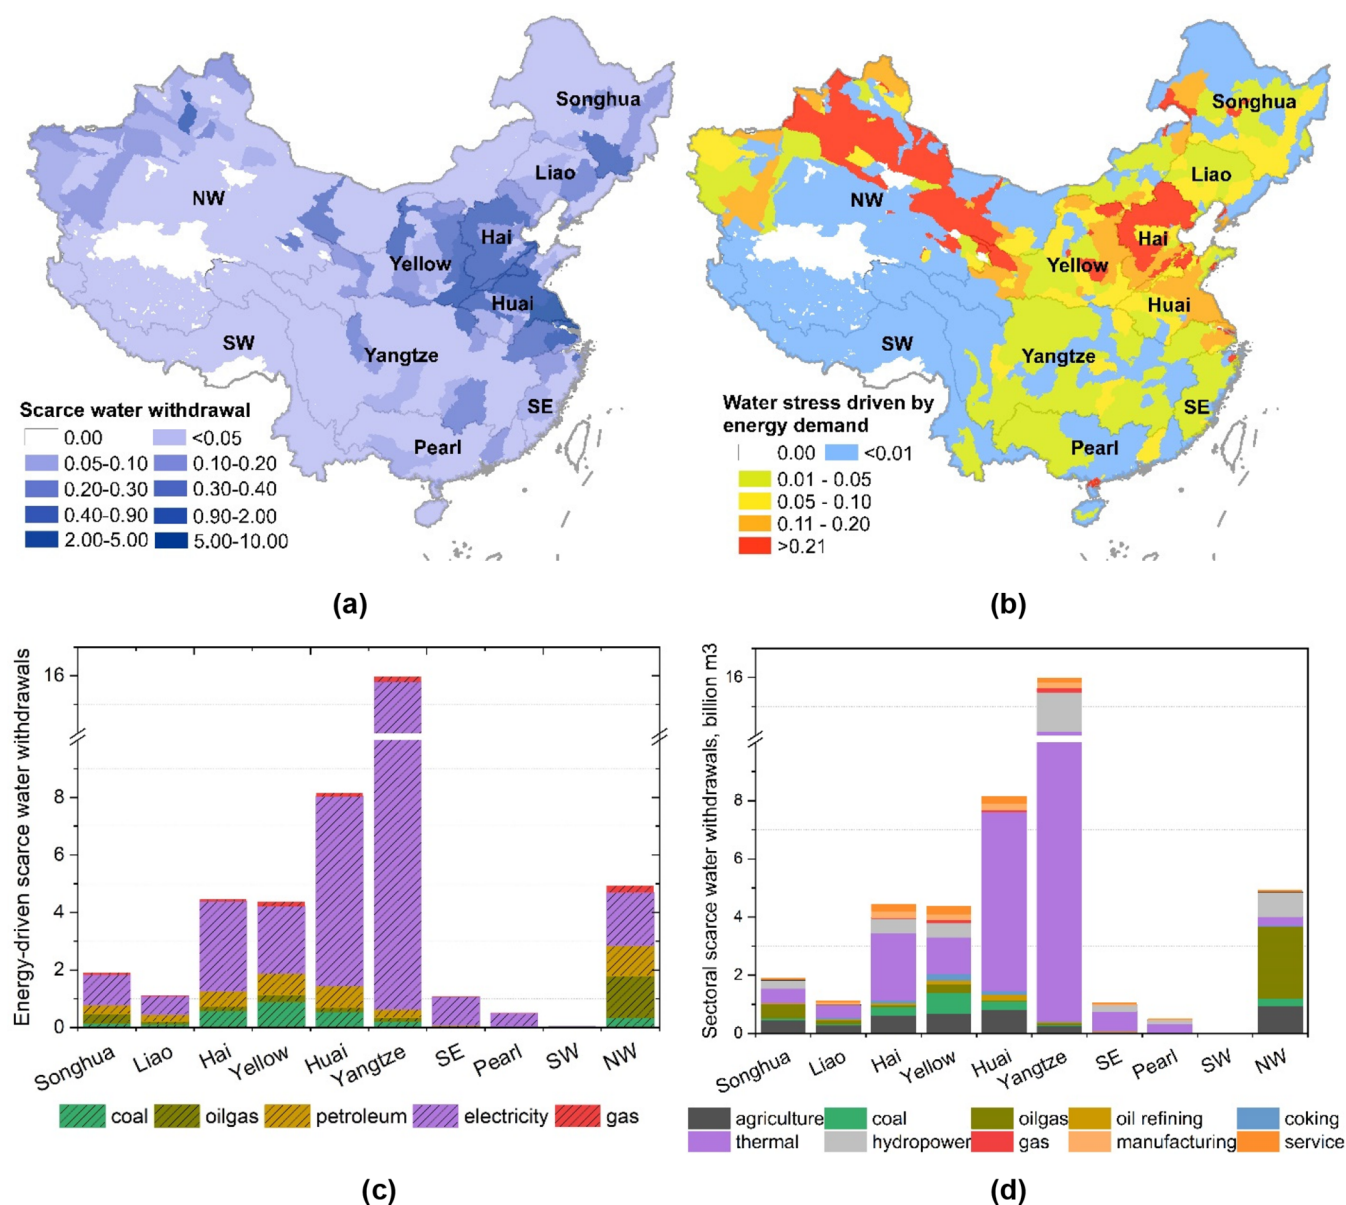 Songhua
Liao
NW
Hai
Yellow
Huai
SW
Yangtze
SE
Pearl
Scarce water withdrawal
0.00 <0.05
0.05-0.10 0.10-0.20
0.20-0.30 0.30-0.40
0.40-0.90 0.90-2.00
2.00-5.00 5.00-10.00
(a)
Songhua
Liao
NW
Hai
Yellow
Huai
SW
Yangtze
SE
Pearl
Water stress driven by
energy demand
0.00 <0.01
0.01 - 0.05
0.05 - 0.10
0.11 - 0.20
>0.21
(b)
Energy-driven scarce water withdrawals
16
8
6
4
2
0
Songhua Liao Hai Yellow Huai Yangtze SE Pearl SW NW
coal oilgas petroleum electricity gas
(c)
Sectoral scarce water withdrawals, billion m3
16
8
6
4
2
0
Songhua Liao Hai Yellow Huai Yangtze SE Pearl SW NW
agriculture coal oilgas oil refining coking
thermal hydropower gas manufacturing service
(d)